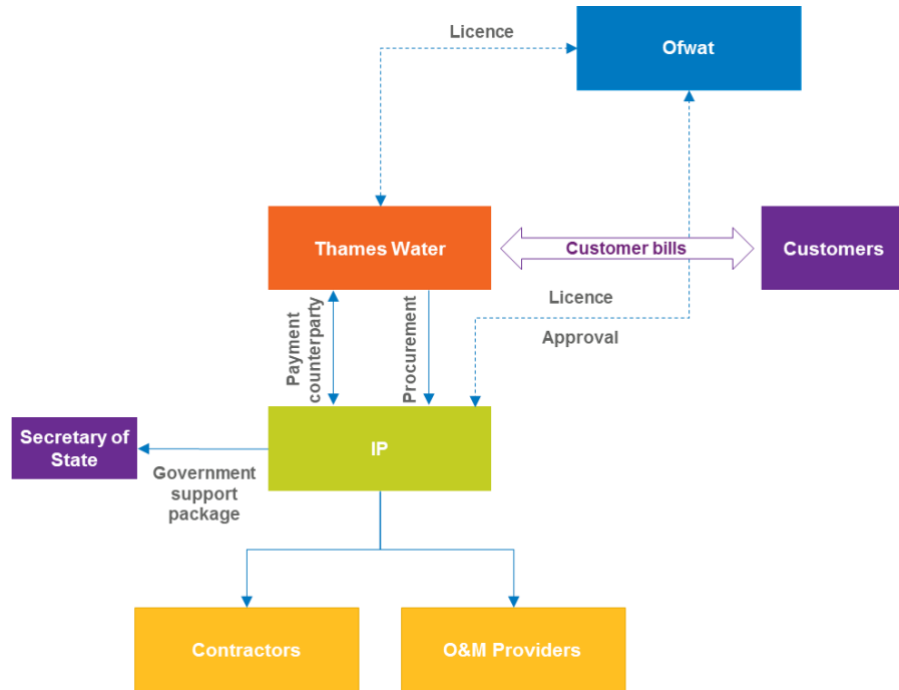 Licence
Ofwat
Thames Water
Customer bills
Customers
Payment
counterparty
Procurement
Licence
Approval
Secretary of
State
IP
Government
support
package
Contractors
O&M Providers